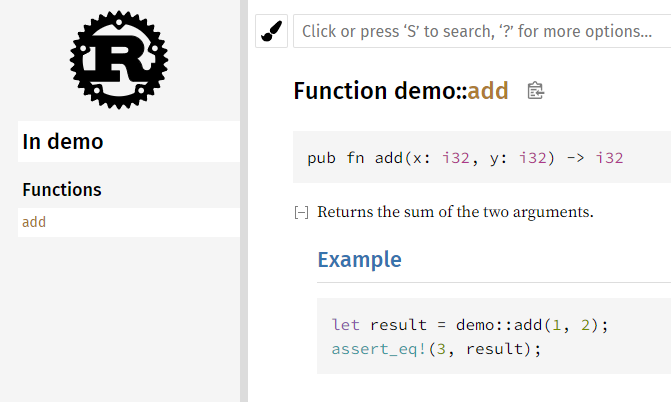 R
In demo
Functions
add
Click or press ‘S’ to search, ‘?’ for more options...
Function demo::add
pub fn add(x: i32, y: i32) -> i32
[−] Returns the sum of the two arguments.
Example
let result = demo::add(1, 2);
assert_eq!(3, result);